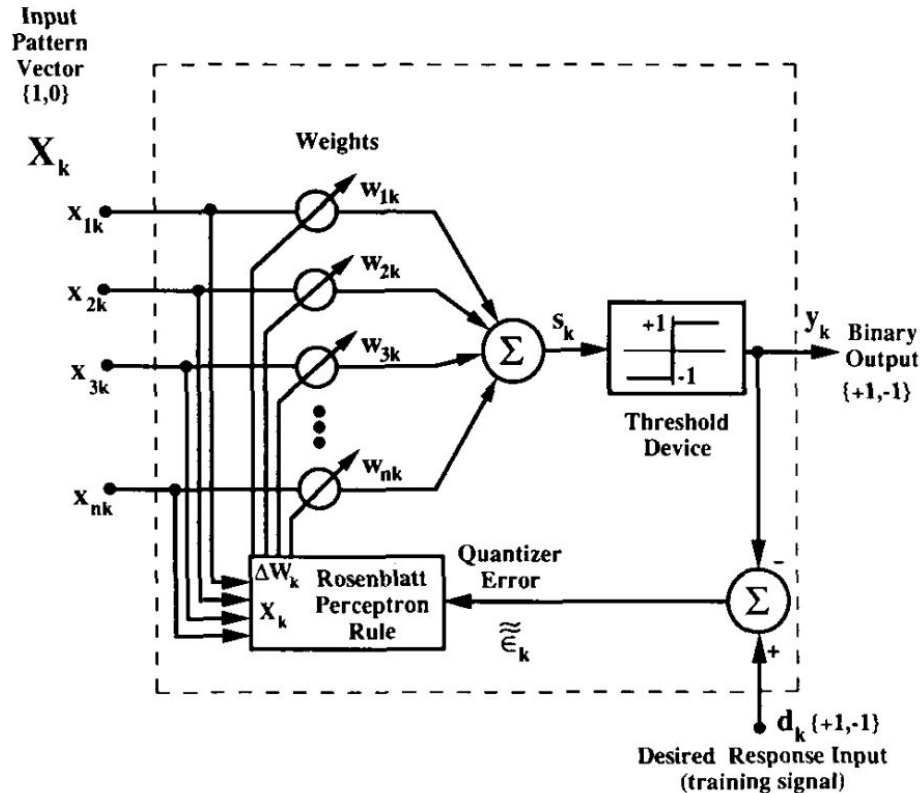 Input
Pattern
Vector
{1,0}
X_k
Weights
x_1k
w_1k
x_2k
w_2k
x_3k
w_3k
x_nk
w_nk
Σ
s_k
+1
-1
Threshold
Device
y_k
Binary
Output
{+1,-1}
ΔW_k
X_k
Rosenblatt
Perceptron
Rule
Quantizer
Error
ϵ̃̃_k
-
Σ
+
d_k {+1,-1}
Desired Response Input
(training signal)